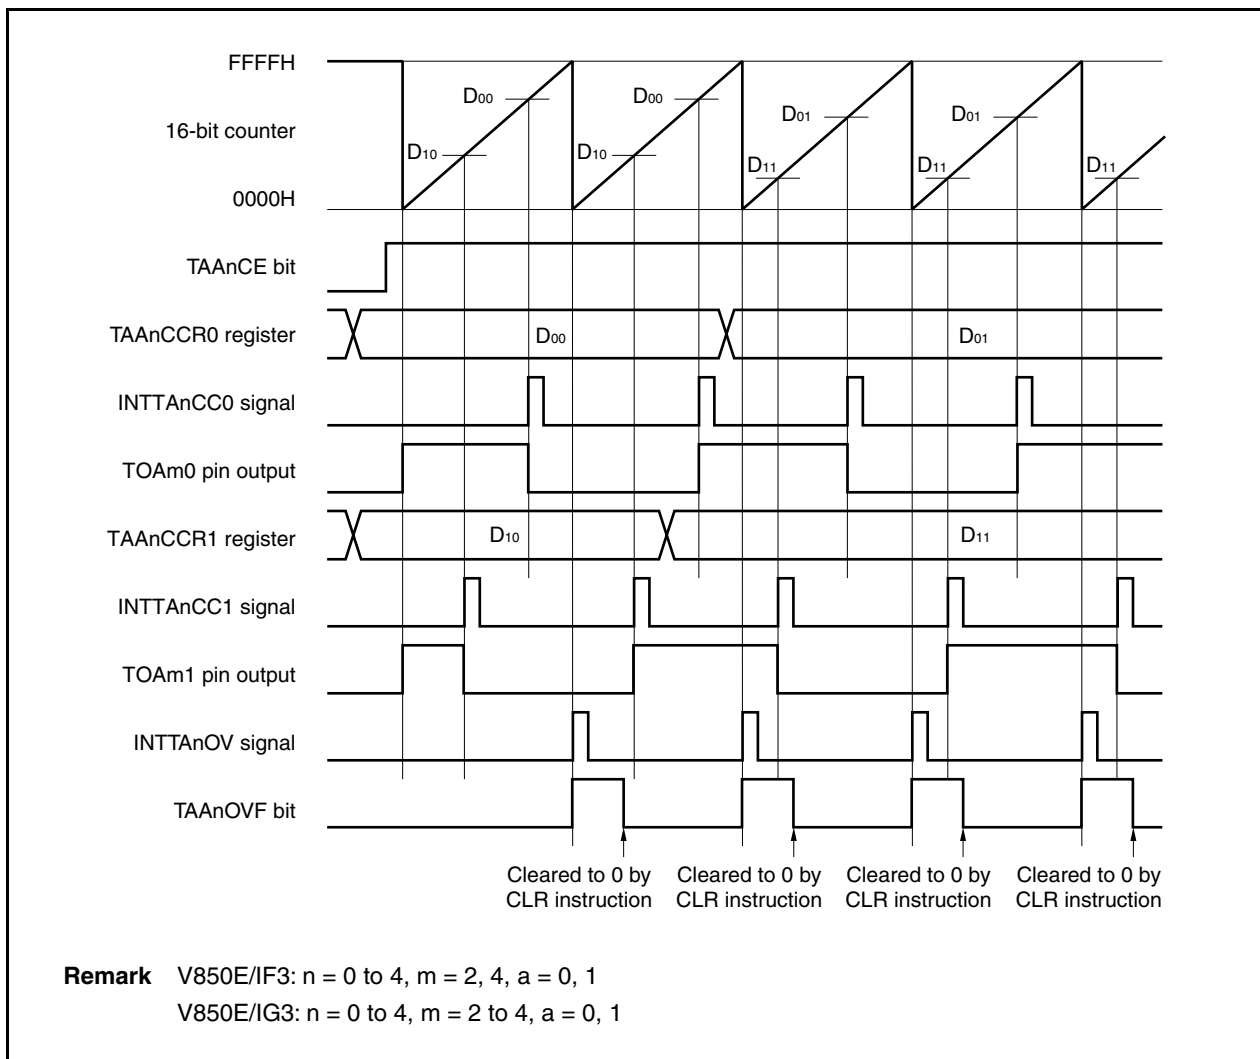 FFFFH
D00 D00
D01 D01
16-bit counter
D10 D10
D11 D11 D11
0000H
TAAnCE bit
TAAnCCR0 register
D00 D01
INTTAnCC0 signal
TOAm0 pin output
TAAnCCR1 register
D10 D11
INTTAnCC1 signal
TOAm1 pin output
INTTAnOV signal
TAAnOVF bit
Cleared to 0 by Cleared to 0 by Cleared to 0 by Cleared to 0 by
CLR instruction CLR instruction CLR instruction CLR instruction
Remark V850E/IF3: n = 0 to 4, m = 2, 4, a = 0, 1
V850E/IG3: n = 0 to 4, m = 2 to 4, a = 0, 1